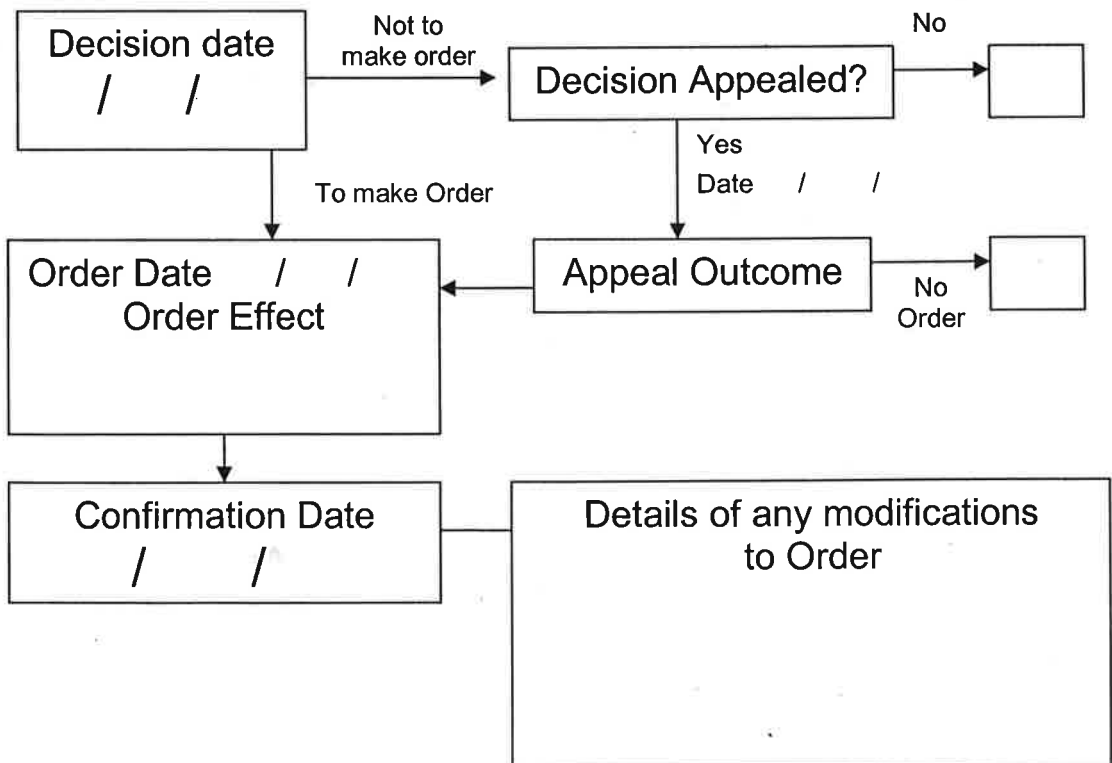 Decision date
/ /
Not to
make order
Decision Appealed?
No
To make Order
Yes
Date / /
Order Date / /
Order Effect
Appeal Outcome
No
Order
Confirmation Date
/ /
Details of any modifications
to Order